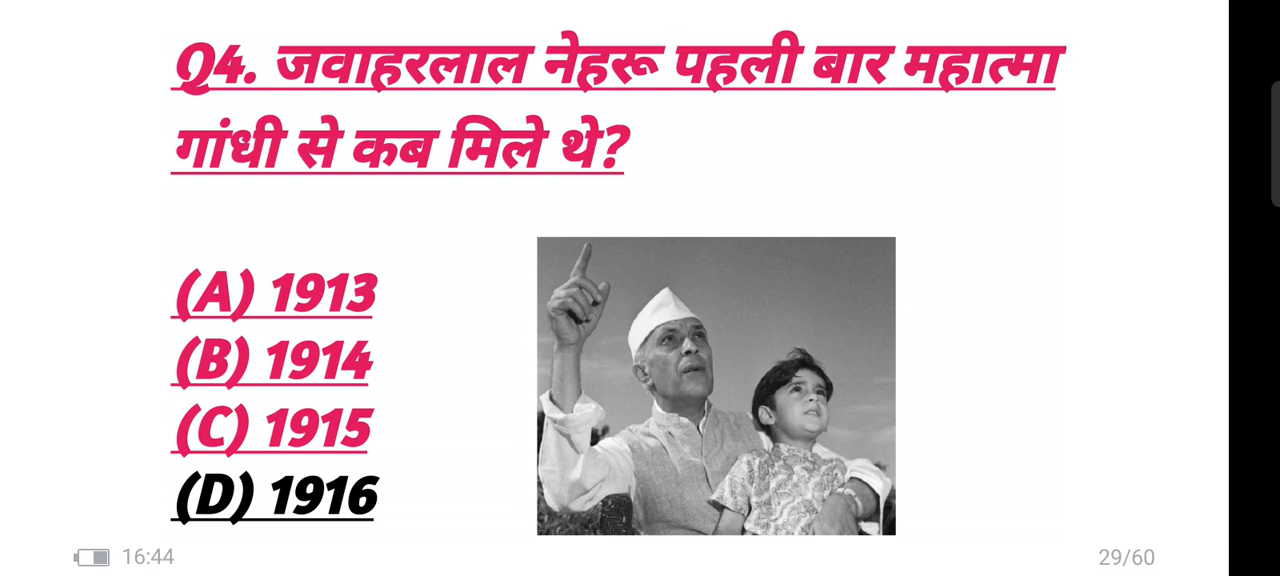 Q4. जवाहरलाल नेहरू पहली बार महात्मा
गांधी से कब मिले थे?
(A) 1913
(B) 1914
(C) 1915
(D) 1916
16:44
29/60